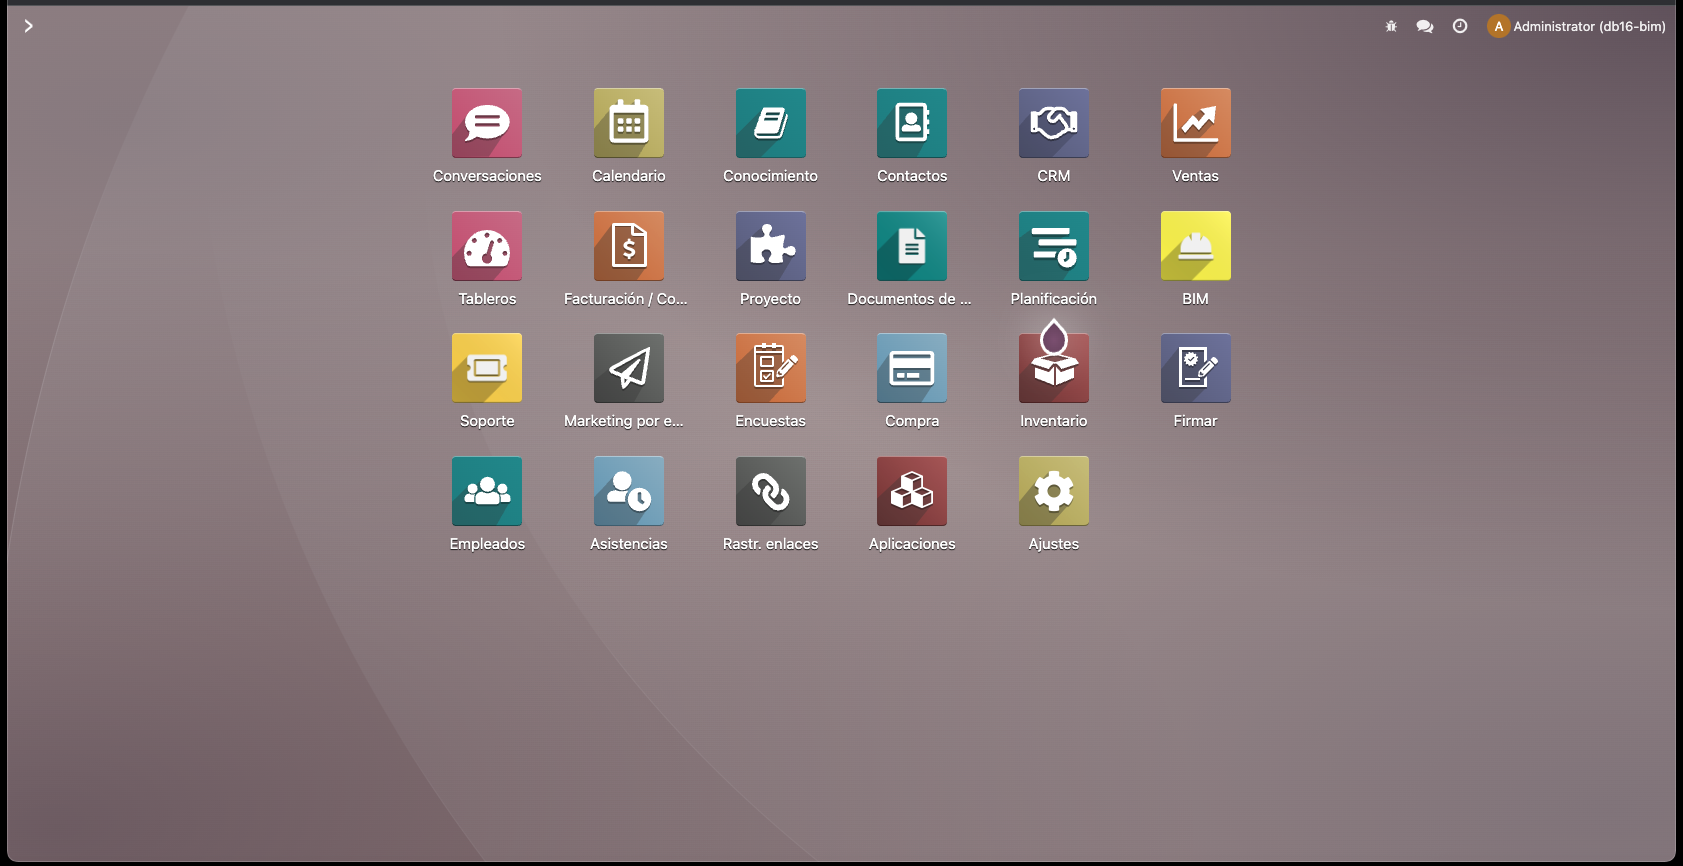 A Administrator (db16-bim)
Conversaciones Calendario Conocimiento Contactos CRM Ventas
Tableros Facturación / Co... Proyecto Documentos de ... Planificación BIM
Soporte Marketing por e... Encuestas Compra Inventario Firmar
Empleados Asistencias Rastr. enlaces Aplicaciones Ajustes